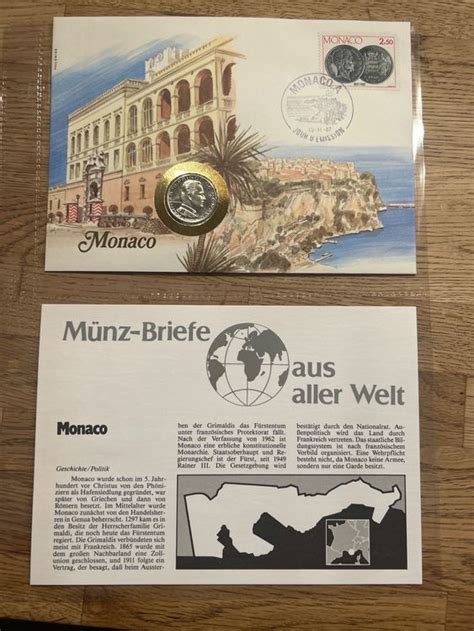 MONACO
2.50
MONACO-A
JOUR D'EMISSION
Monaco
Münz-Briefe
aus
aller Welt
Monaco
Geschichte/Politik
Monaco wurde schon im 5. Jahr-
hundert vor Christus von den Phöni-
ziern als Hafensiedlung gegründet, war
später von Griechen und dann von
Römern besetzt. Im Mittelalter wurde
Monaco zunächst von den Handelsher-
ren in Genua beherrscht. 1297 kam es in
den Besitz der Herrscherfamilie Grimal-
di, die noch heute das Fürstentum
regiert. Die Grimaldis verbündeten sich
meist mit Frankreich. 1865 wurde mit
dem großen Nachbarland eine Zoll-
union geschlossen, und 1911 folgte ein
Vertrag, der besagt, daß beim Ausster-
ben der Grimaldis das Fürstentum
unter französisches Protektorat fällt.
Nach der Verfassung von 1962 ist
Monaco eine erbliche konstitutionelle
Monarchie. Staatsoberhaupt und Re-
gierungschef ist der Fürst, seit 1949
Rainer III. Die Gesetzgebung wird
bestätigt durch den Nationalrat. Au-
ßenpolitisch wird das Land durch
Frankreich vertreten. Das staatliche Bil-
dungssystem ist nach französischem
Vorbild organisiert. Eine Wehrpflicht
besteht nicht, da Monaco keine Armee,
sondern nur eine Garde besitzt.